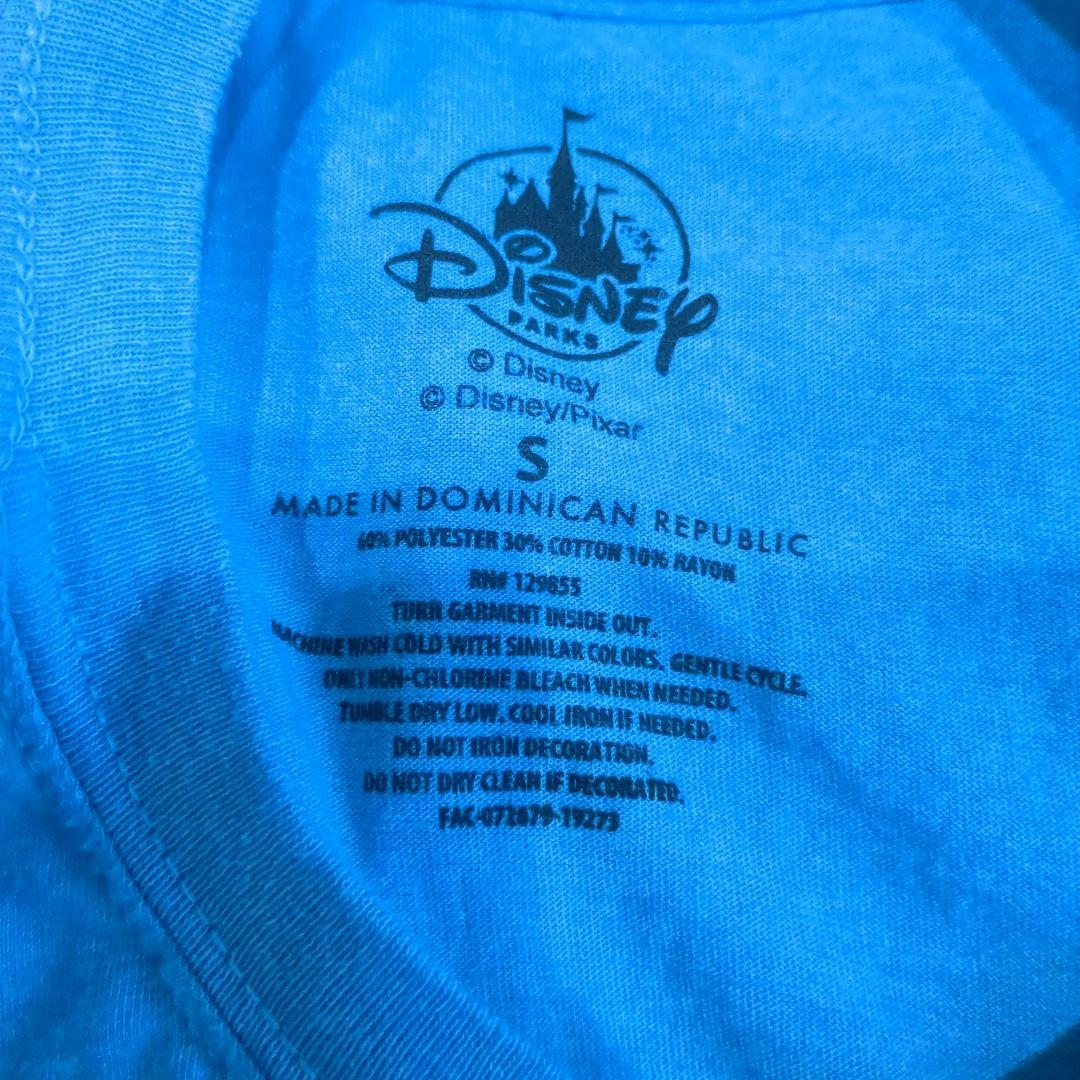 Disney
PARKS
© Disney
© Disney/Pixar
S
MADE IN DOMINICAN REPUBLIC
60% POLYESTER 30% COTTON 10% RAYON
RN# 129855
TURN GARMENT INSIDE OUT.
MACHINE WASH COLD WITH SIMILAR COLORS. GENTLE CYCLE.
ONLY NON-CHLORINE BLEACH WHEN NEEDED.
TUMBLE DRY LOW. COOL IRON IF NEEDED.
DO NOT IRON DECORATION.
DO NOT DRY CLEAN IF DECORATED.
FAC-072679-19273